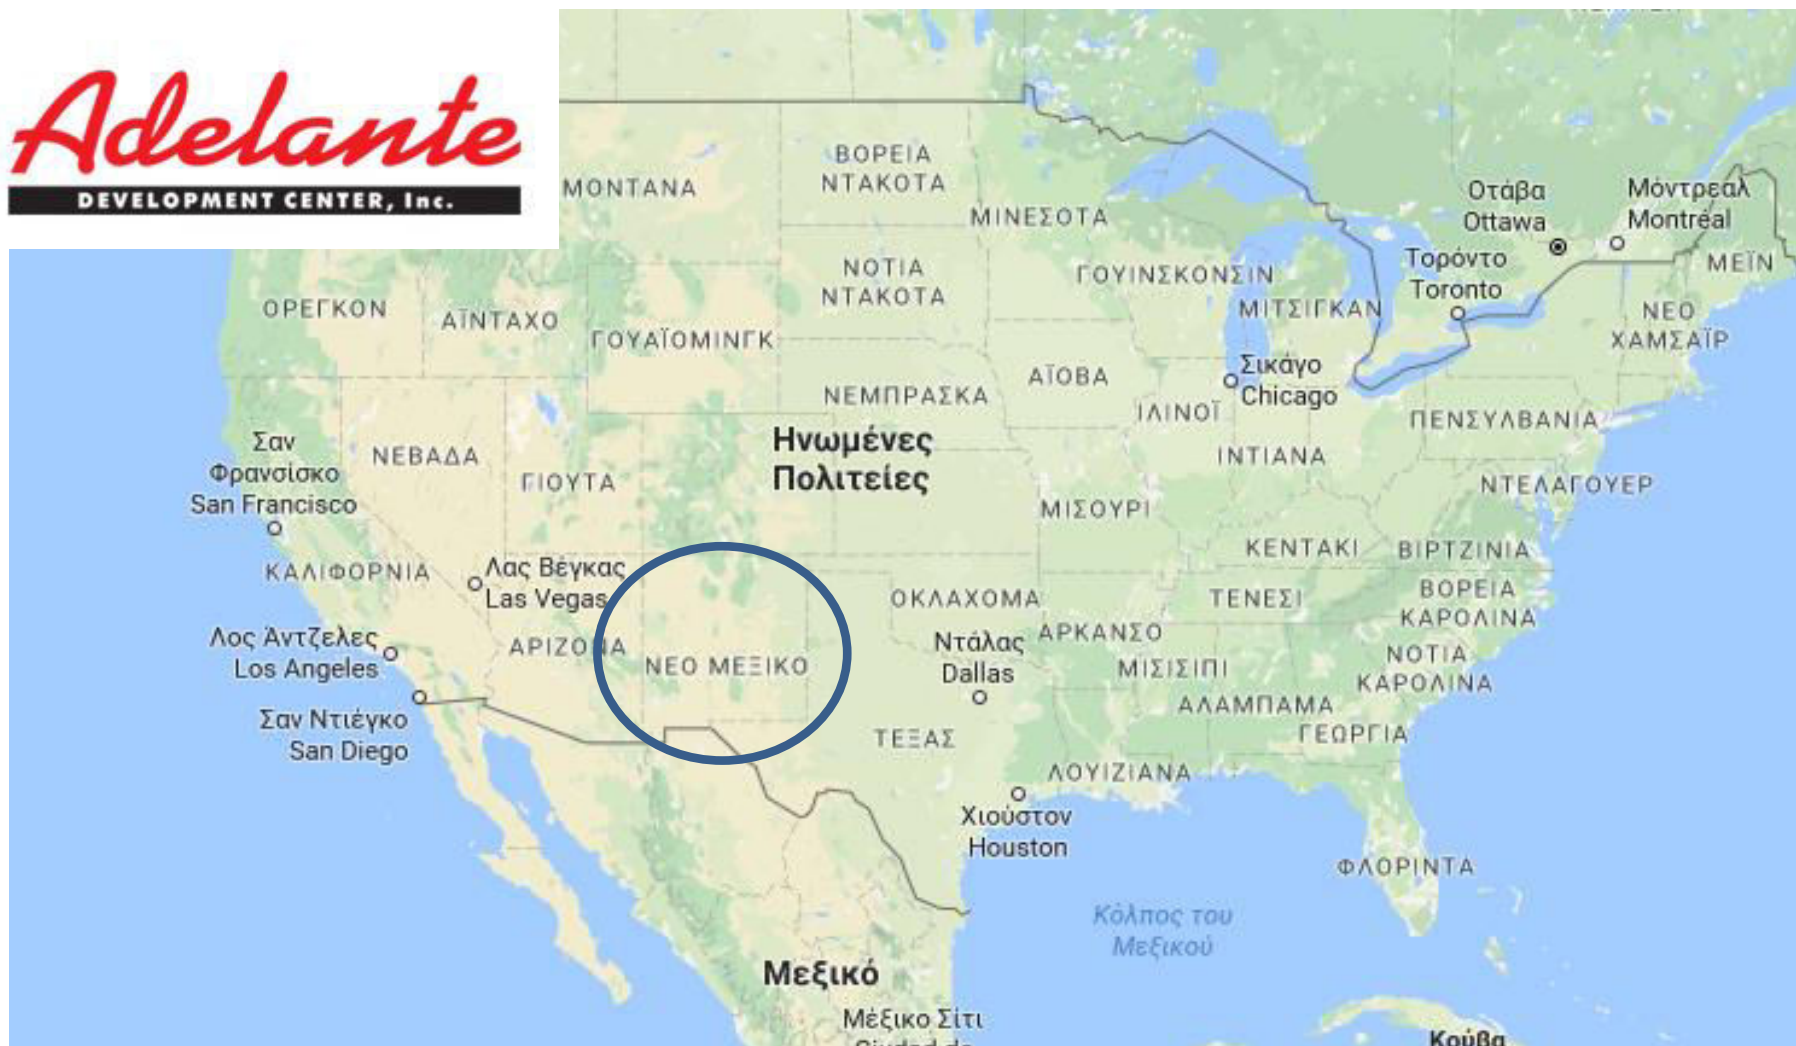 Adelante
DEVELOPMENT CENTER, Inc.
ΜΟΝΤΑΝΑ
ΒΟΡΕΙΑ
ΝΤΑΚΟΤΑ
ΜΙΝΕΣΟΤΑ
Οτάβα
Ottawa
Μόντρεαλ
Montréal
ΟΡΕΓΚΟΝ
ΑΪΝΤΑΧΟ
ΓΟΥΑΪΟΜΙΝΓΚ
ΝΟΤΙΑ
ΝΤΑΚΟΤΑ
ΓΟΥΙΝΣΚΟΝΣΙΝ
ΜΙΤΣΙΓΚΑΝ
Τορόντο
Toronto
ΜΕΪΝ
ΝΕΟ
ΧΑΜΣΑΪΡ
ΝΕΜΠΡΑΣΚΑ
ΑΪΟΒΑ
Σικάγο
Chicago
ΙΛΙΝΟΪ
ΙΝΤΙΑΝΑ
ΠΕΝΣΥΛΒΑΝΙΑ
ΝΤΕΛΑΓΟΥΕΡ
Σαν
Φρανσίσκο
San Francisco
ΝΕΒΑΔΑ
ΓΙΟΥΤΑ
Ηνωμένες
Πολιτείες
ΜΙΣΟΥΡΙ
ΚΕΝΤΑΚΙ
ΒΙΡΤΖΙΝΙΑ
ΚΑΛΙΦΟΡΝΙΑ
Λας Βέγκας
Las Vegas
ΟΚΛΑΧΟΜΑ
ΤΕΝΕΣΙ
ΒΟΡΕΙΑ
ΚΑΡΟΛΙΝΑ
Λος Άντζελες
Los Angeles
ΑΡΙΖΟΝΑ
ΝΕΟ ΜΕΞΙΚΟ
Ντάλας
Dallas
ΑΡΚΑΝΣΟ
ΜΙΣΙΣΙΠΙ
ΝΟΤΙΑ
ΚΑΡΟΛΙΝΑ
Σαν Ντιέγκο
San Diego
ΤΕΞΑΣ
ΑΛΑΜΠΑΜΑ
ΓΕΩΡΓΙΑ
ΛΟΥΙΖΙΑΝΑ
Χιούστον
Houston
ΦΛΟΡΙΝΤΑ
Κόλπος του
Μεξικού
Μεξικό
Μέξικο Σίτι
Ciudad de
Κούβα